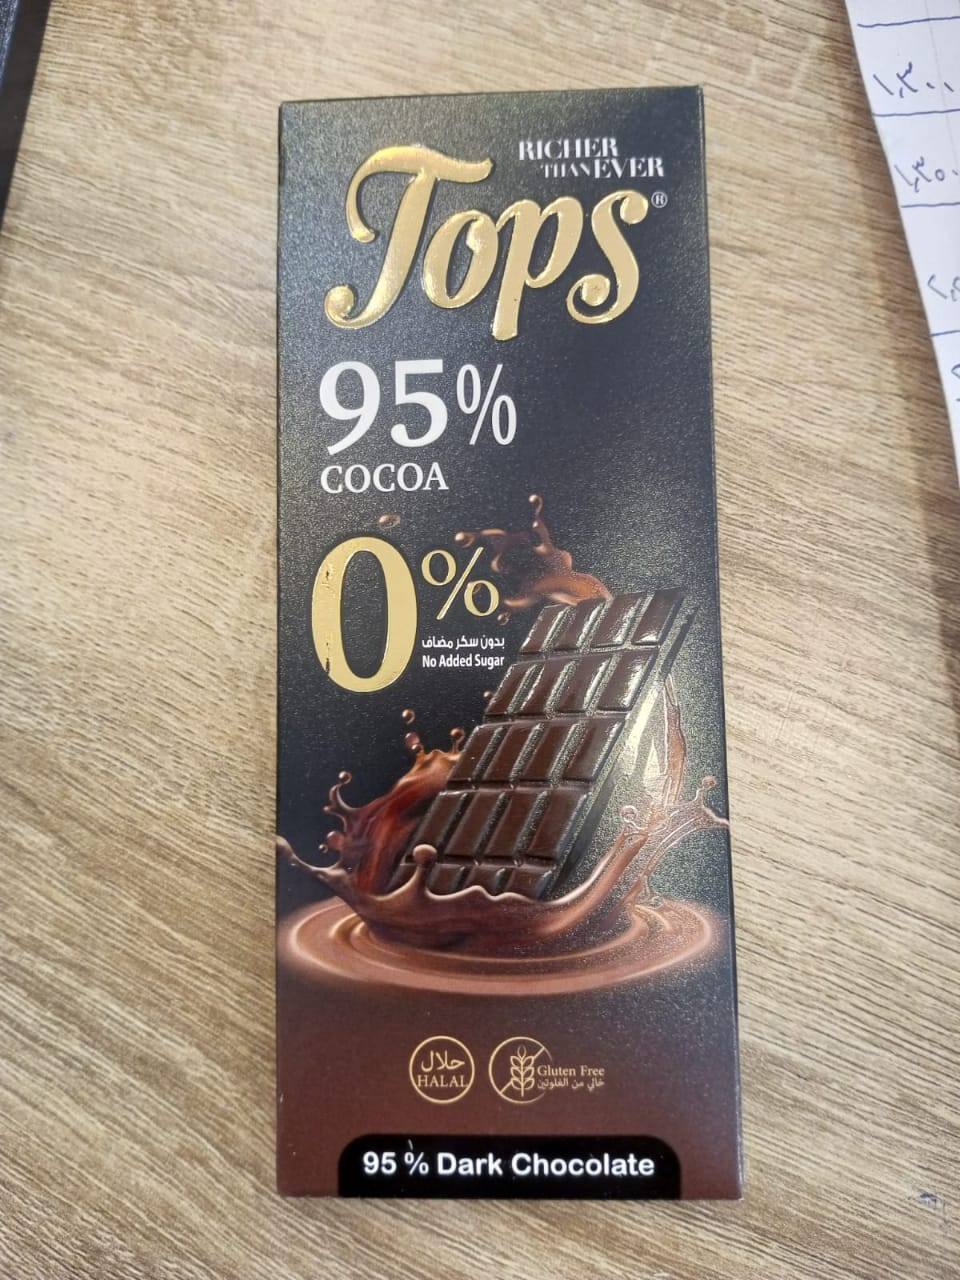 RICHER
THAN EVER
Tops®
95%
COCOA
0%
بدون سكر مضاف
No Added Sugar
حلال
HALAL
Gluten Free
خالي من الغلوتين
95 % Dark Chocolate